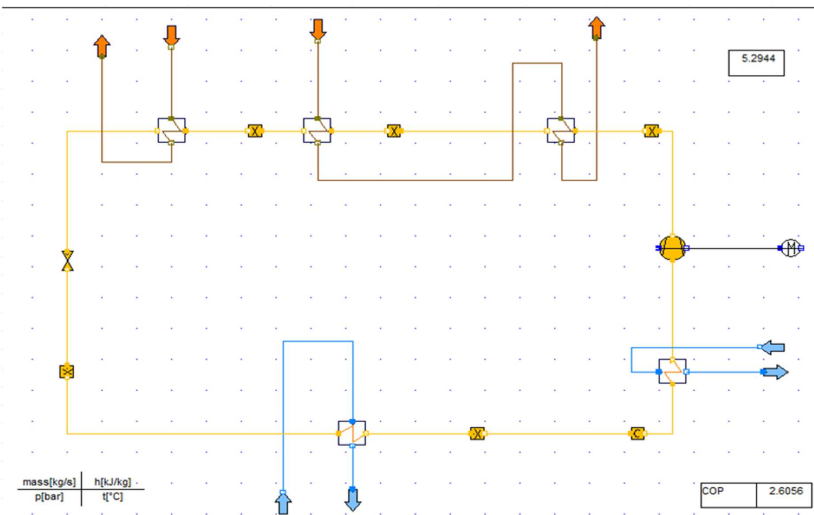 5.2944
X
X
X
M
X
X
C
mass[kg/s] h[kJ/kg]
p[bar] t[°C]
COP 2.6056